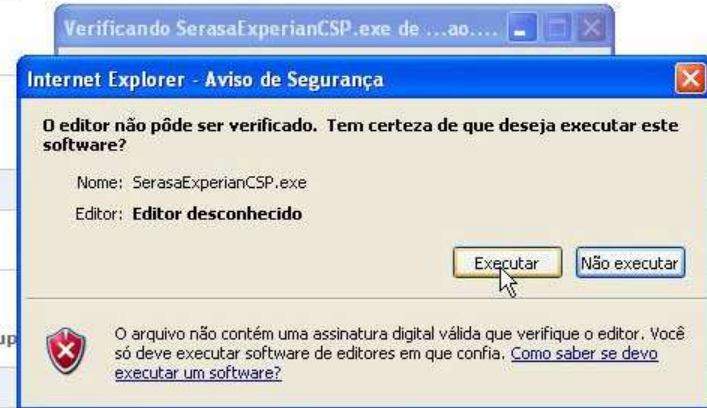 Verificando SerasaExperianCSP.exe de ...ao....
Internet Explorer - Aviso de Segurança
O editor não pôde ser verificado. Tem certeza de que deseja executar este
software?
Nome: SerasaExperianCSP.exe
Editor: Editor desconhecido
Executar Não executar
up
O arquivo não contém uma assinatura digital válida que verifique o editor. Você
só deve executar software de editores em que confia. Como saber se devo
executar um software?